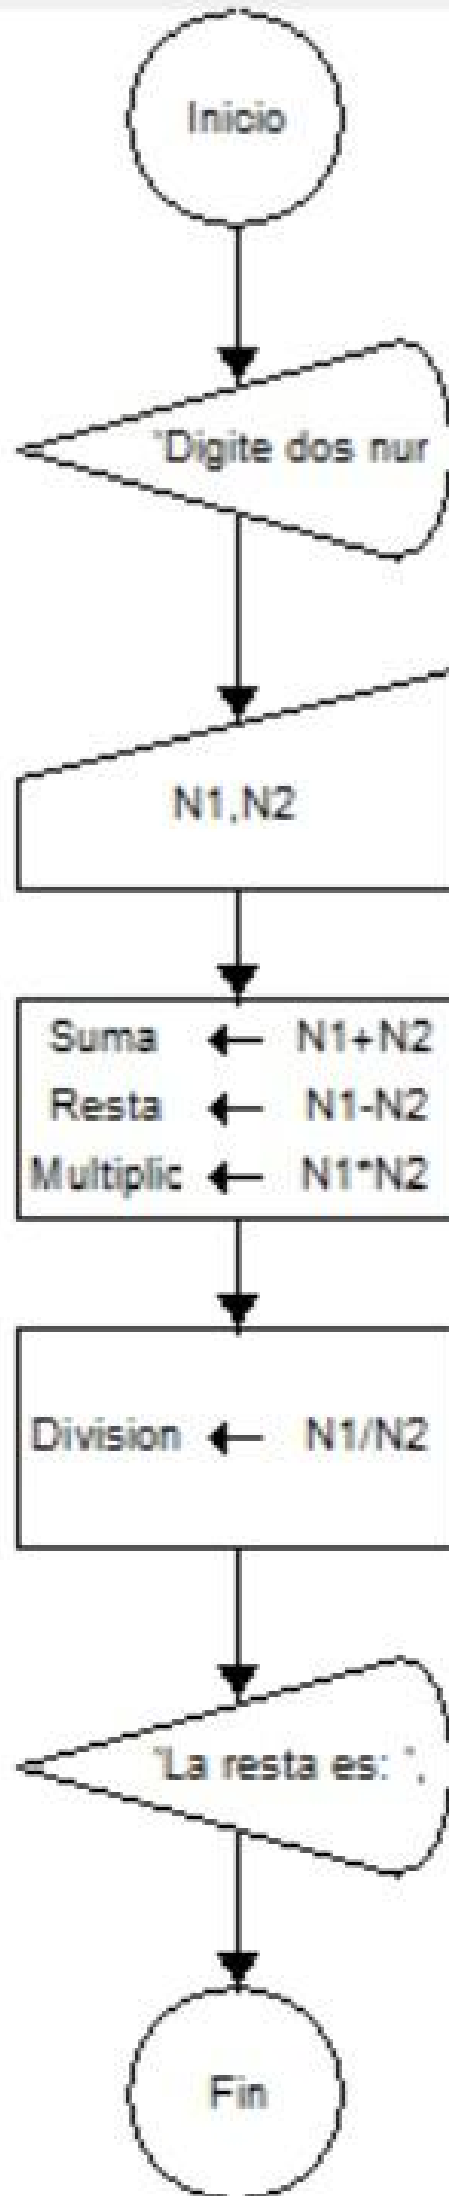 Inicio
'Digite dos nur
N1,N2
Suma ← N1+N2
Resta ← N1-N2
Multiplic ← N1*N2
Division ← N1/N2
'La resta es: ',
Fin